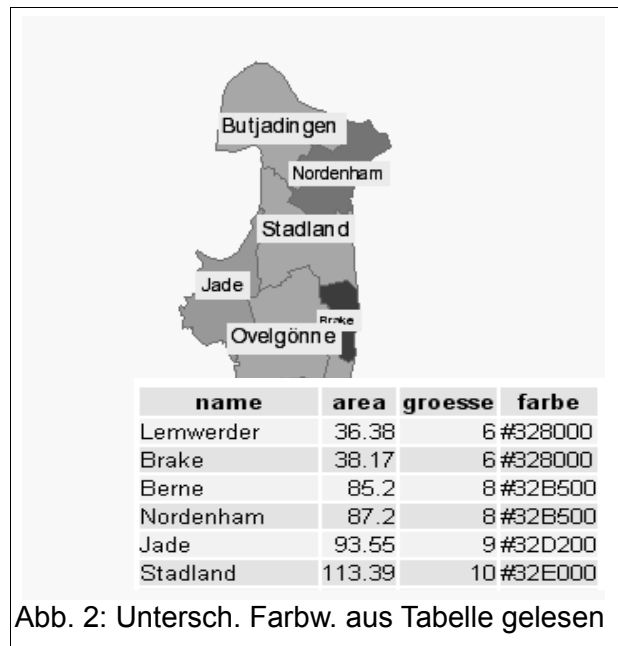 Butjadingen
Nordenham
Stadland
Jade
Brake
Ovelgönne
name area groesse farbe
Lemwerder 36.38 6 #328000
Brake 38.17 6 #328000
Berne 85.2 8 #32B500
Nordenham 87.2 8 #32B500
Jade 93.55 9 #32D200
Stadland 113.39 10 #32E000
Abb. 2: Untersch. Farbw. aus Tabelle gelesen